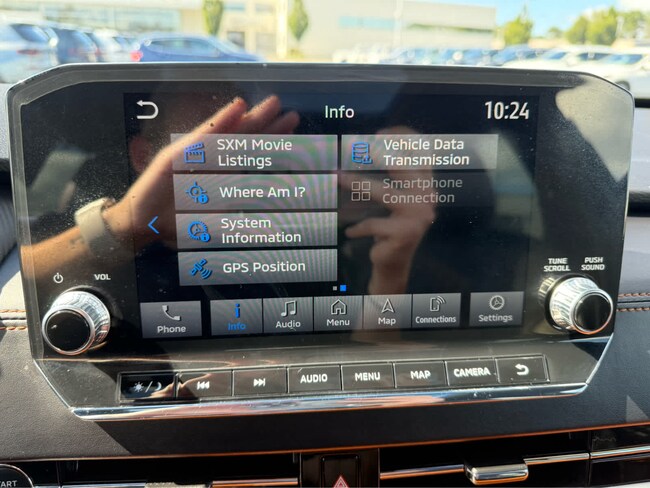 Info
10:24
SXM Movie
Listings
Vehicle Data
Transmission
Where Am I?
Smartphone
Connection
System
Information
GPS Position
VOL
TUNE
SCROLL
PUSH
SOUND
Phone
Info
Audio
Menu
Map
Connections
Settings
AUDIO
MENU
MAP
CAMERA
START